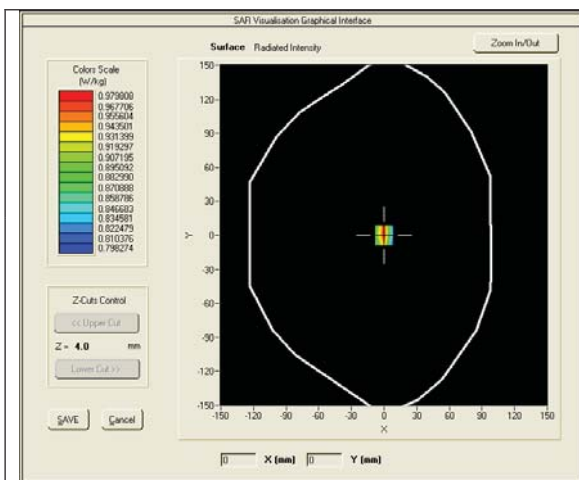 SAR Visualisation Graphical Interface
Surface Radiated Intensity
Zoom In/Out
Colors Scale
(W/kg)
0.979808
0.967706
0.955604
0.943501
0.931399
0.919297
0.907195
0.895092
0.882990
0.870888
0.858786
0.846683
0.834581
0.822479
0.810376
0.798274
Z-Cuts Control
<< Upper Cut
Z = 4.0 mm
Lower Cut >>
SAVE Cancel
150
120
90
60
30
0
-30
-60
-90
-120
-150
Y
-150 -120 -90 -60 -30 0 30 60 90 120 150
X
0 X (mm) 0 Y (mm)